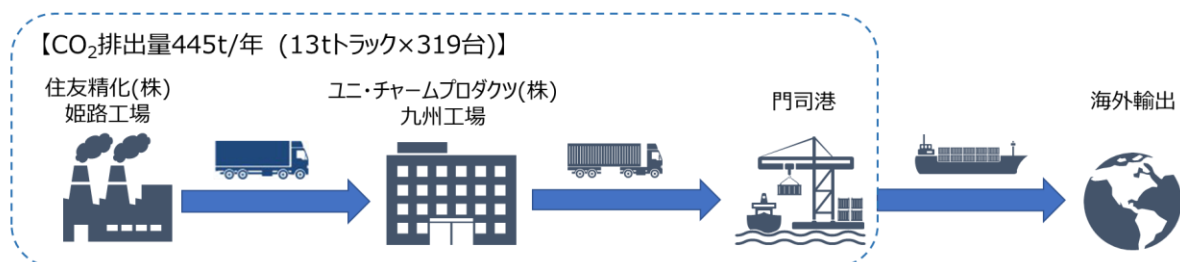 【CO₂排出量445t/年 (13tトラック×319台)】
住友精化(株)
姫路工場
ユニ・チャームプロダクツ(株)
九州工場
門司港
海外輸出